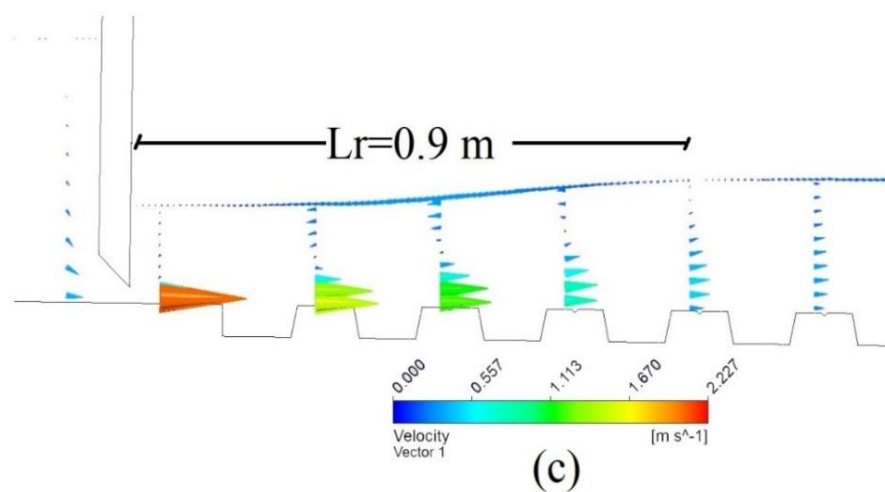 Lr=0.9 m
0.000
0.557
1.113
1.670
2.227
Velocity
Vector 1
[m s^-1]
(c)